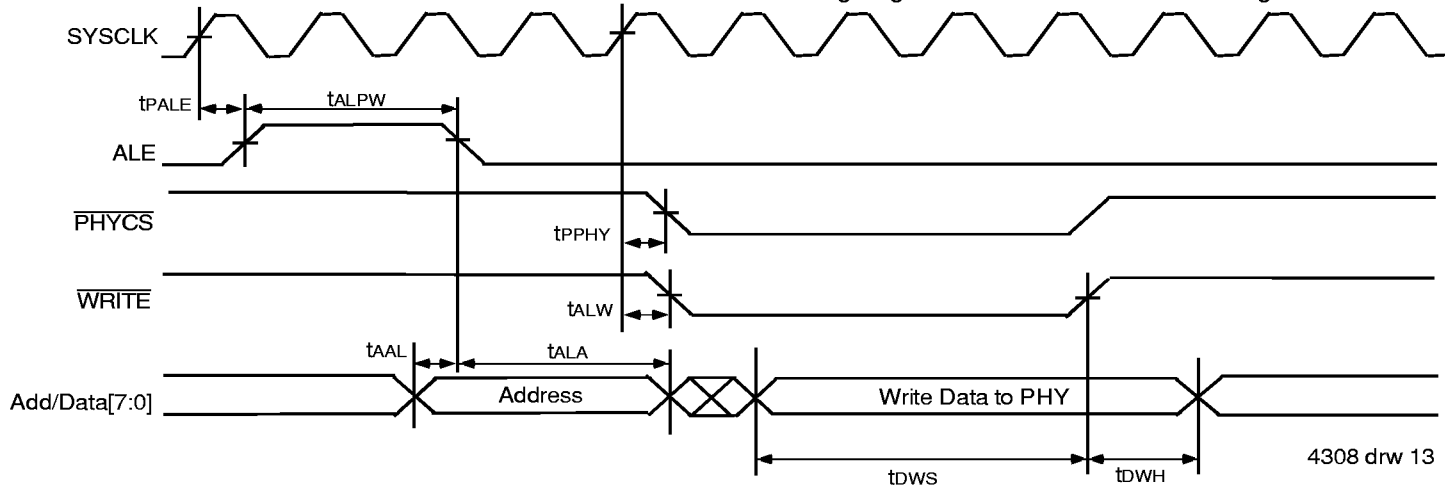 SYSCLK
tPALE
tALPW
ALE
PHYCS
tPPHY
WRITE
tALW
tAAL
tALA
Add/Data[7:0]
Address
Write Data to PHY
tDWS
tDWH
4308 drw 13